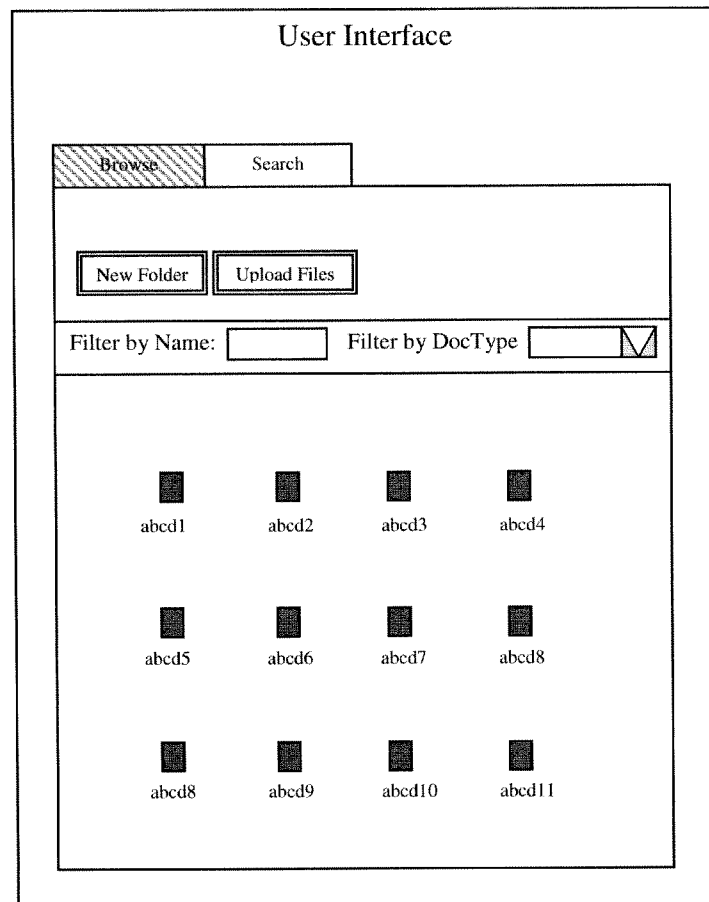 User Interface
Browse Search
New Folder Upload Files
Filter by Name: Filter by DocType
abcd1 abcd2 abcd3 abcd4
abcd5 abcd6 abcd7 abcd8
abcd8 abcd9 abcd10 abcd11